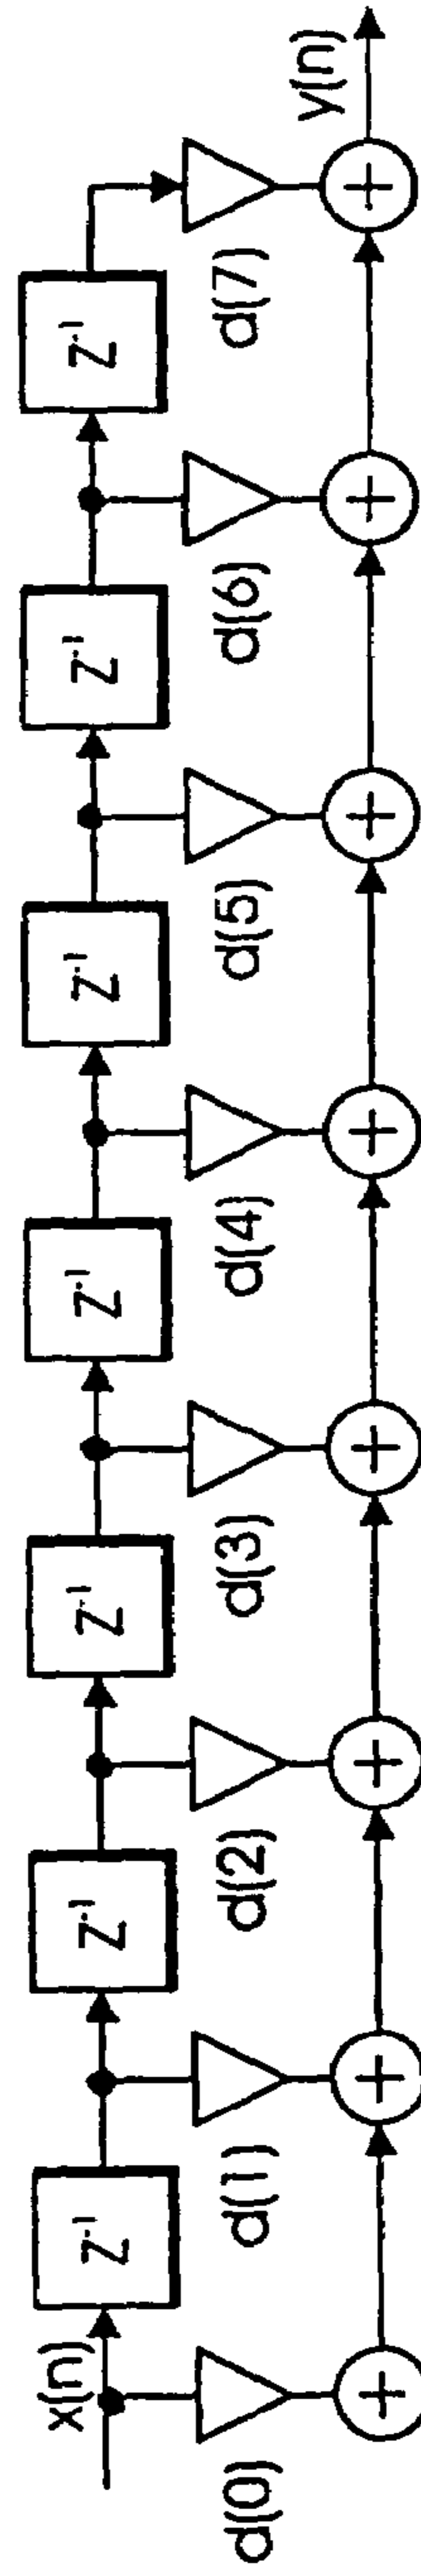 x(n)
Z⁻¹
Z⁻¹
Z⁻¹
Z⁻¹
Z⁻¹
Z⁻¹
Z⁻¹
d(0)
d(1)
d(2)
d(3)
d(4)
d(5)
d(6)
d(7)
+
+
+
+
+
+
+
+
y(n)